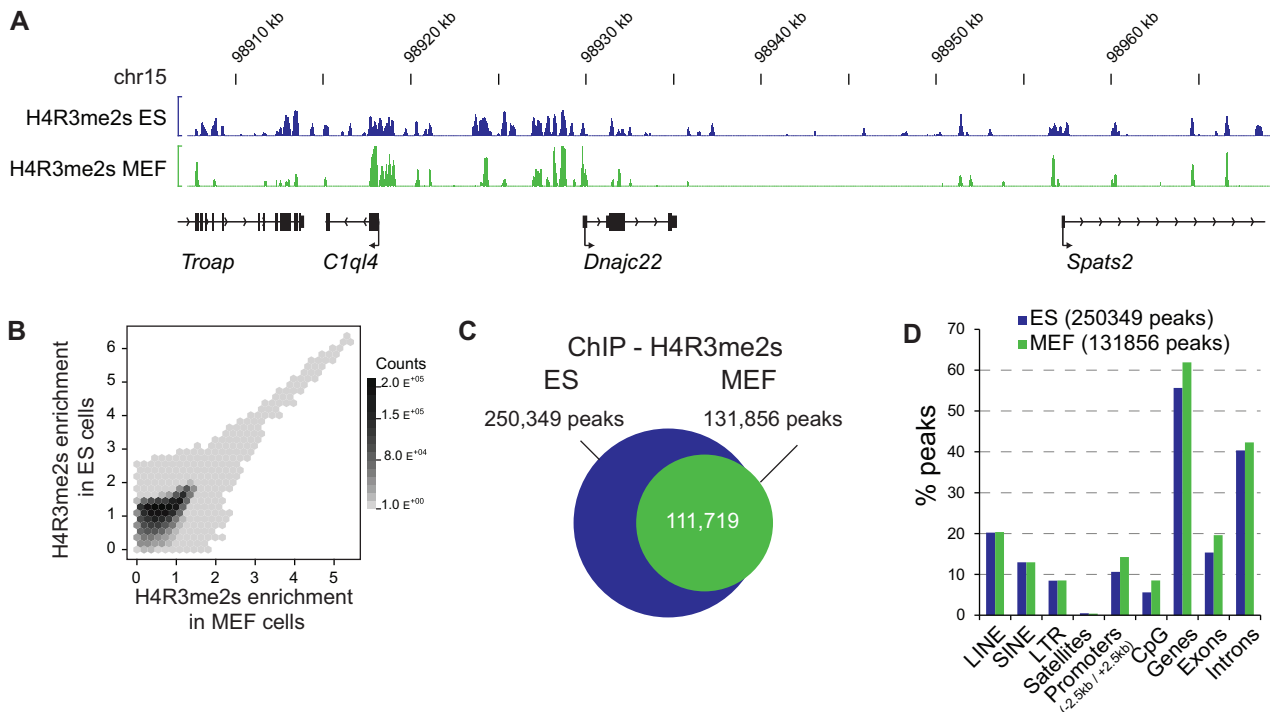 A
98910 kb
98920 kb
98930 kb
98940 kb
98950 kb
98960 kb
chr15
H4R3me2s ES
H4R3me2s MEF
Troap
C1ql4
Dnajc22
Spats2
B
H4R3me2s enrichment
in ES cells
6
5
4
3
2
1
0
0
1
2
3
4
5
H4R3me2s enrichment
in MEF cells
Counts
2.0 E+05
1.5 E+05
8.0 E+04
1.0 E+00
C
ChIP - H4R3me2s
ES
MEF
250,349 peaks
131,856 peaks
111,719
D
ES (250349 peaks)
MEF (131856 peaks)
% peaks
70
60
50
40
30
20
10
0
LINE
SINE
LTR
Satellites
Promoters
(-2.5kb / +2.5kb)
CpG
Genes
Exons
Introns